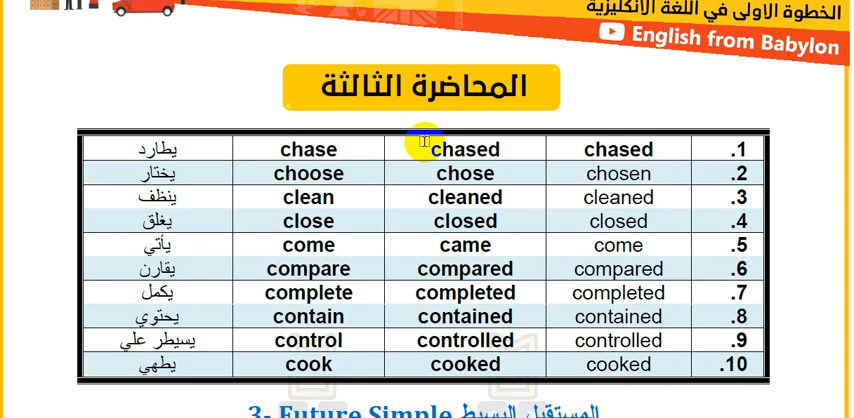 الخطوة الاولى في اللغة الانكليزية
English from Babylon
المحاضرة الثالثة
يطارد chase chased chased .1
يختار choose chose chosen .2
ينظف clean cleaned cleaned .3
يغلق close closed closed .4
يأتي come came come .5
يقارن compare compared compared .6
يكمل complete completed completed .7
يحتوي contain contained contained .8
يسيطر علي control controlled controlled .9
يطهي cook cooked cooked .10
3- Future Simple المستقبل البسيط